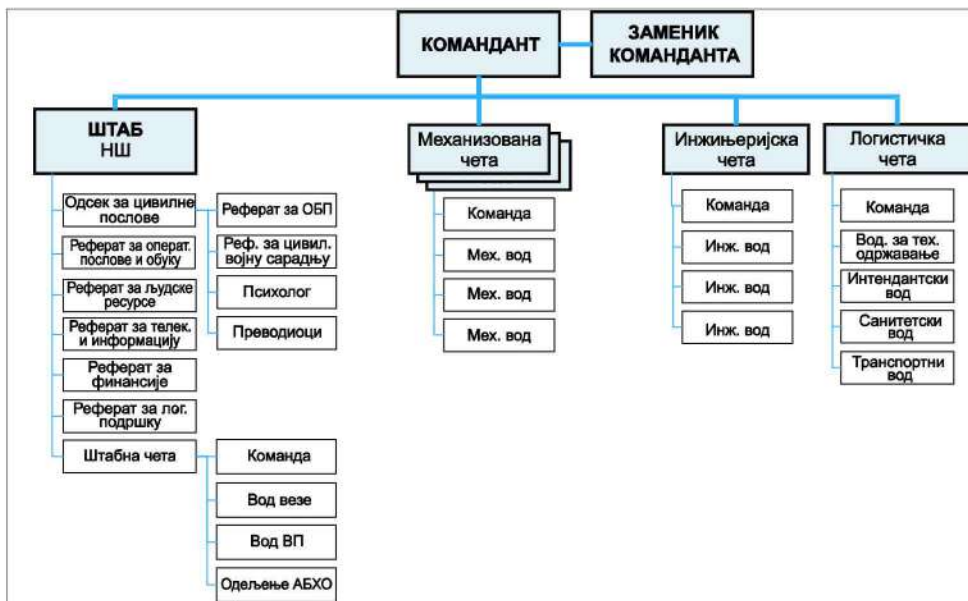 КОМАНДАНТ
ЗАМЕНИК
КОМАНДАНТА
ШТАБ
НШ
Механизована
чета
Инжињеријска
чета
Логистичка
чета
Одсек за цивилне
послове
Реферат за операт.
послове и обуку
Реферат за људске
ресурсе
Реферат за телек.
и информацију
Реферат за
финансије
Реферат за лог.
подршку
Штабна чета
Реферат за ОБП
Реф. за цивил.
војну сарадњу
Психолог
Преводиоци
Команда
Вод везе
Вод ВП
Одељење АБХО
Команда
Мех. вод
Мех. вод
Мех. вод
Команда
Инж. вод
Инж. вод
Инж. вод
Команда
Вод. за тех.
одржавање
Интендантски
вод
Санитетски
вод
Транспортни
вод